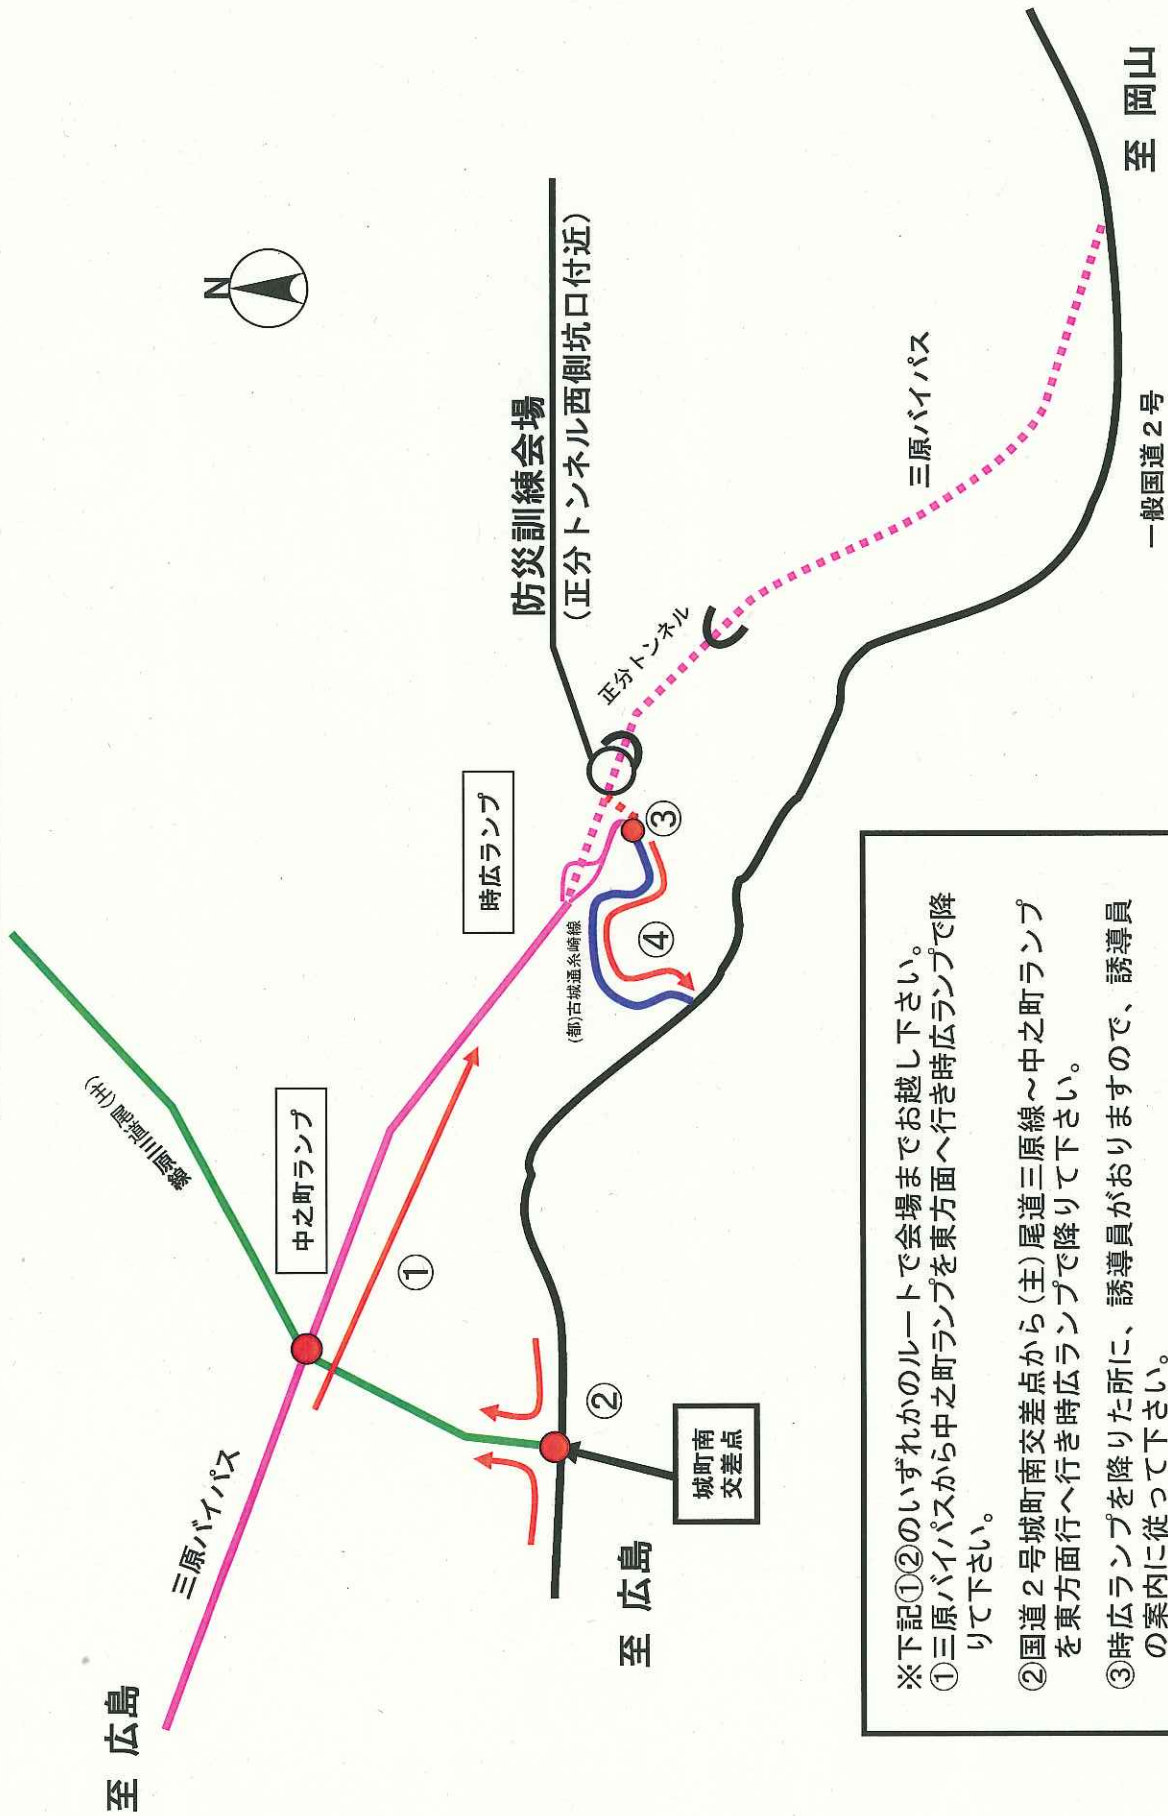 至 広島
三原バイパス
(主)尾道三原線
中之町ランプ
①
時広ランプ
N
防災訓練会場
(正分トンネル西側坑口付近)
正分トンネル
③
(都)古城通糸崎線
④
三原バイパス
②
城町南
交差点
至 広島
一般国道2号
至 岡山
※下記①②のいずれかのルートで会場までお越し下さい。
①三原バイパスから中之町ランプを東方面へ行き時広ランプで降
りて下さい。
②国道2号城町南交差点から(主)尾道三原線~中之町ランプ
を東方面行へ行き時広ランプで降りて下さい。
③時広ランプを降りた所に、誘導員がおりますので、誘導員
の案内に従って下さい。